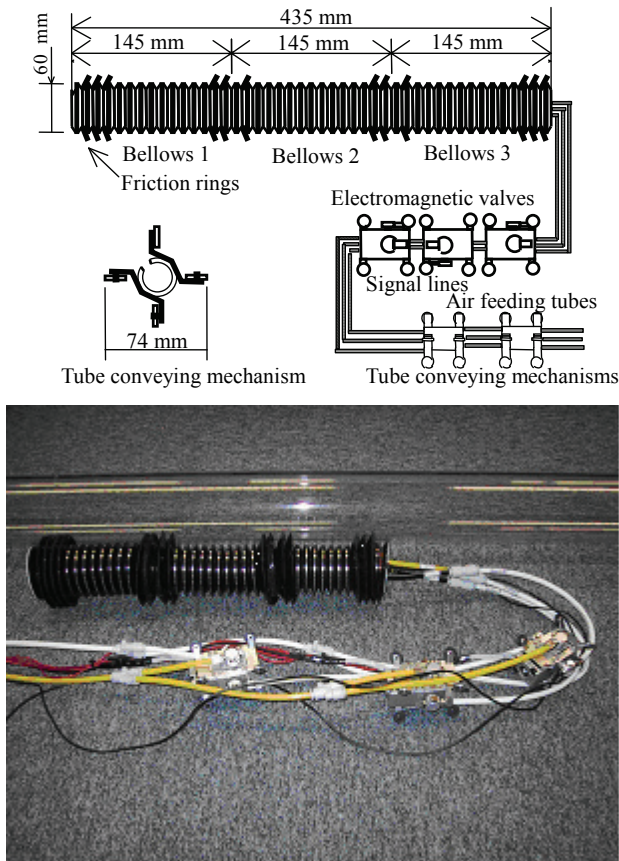 435 mm
145 mm
145 mm
145 mm
60 mm
Bellows 1
Bellows 2
Bellows 3
Friction rings
Electromagnetic valves
Signal lines
Air feeding tubes
74 mm
Tube conveying mechanism
Tube conveying mechanisms